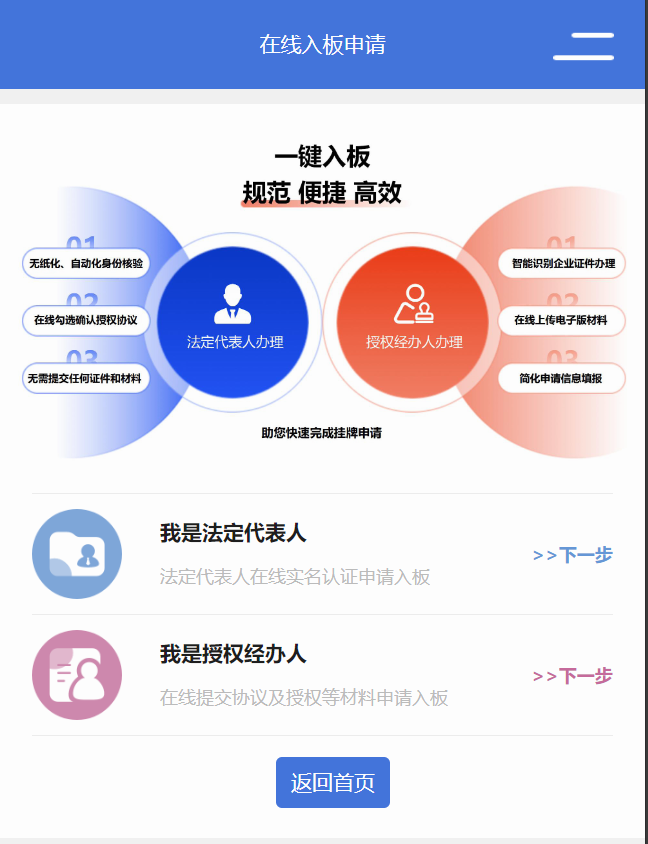 在线入板申请
一键入板
规范 便捷 高效
01
无纸化、自动化身份核验
02
在线勾选确认授权协议
03
无需提交任何证件和材料
法定代表人办理
授权经办人办理
01
智能识别企业证件办理
02
在线上传电子版材料
03
简化申请信息填报
助您快速完成挂牌申请
我是法定代表人
法定代表人在线实名认证申请入板
>>下一步
我是授权经办人
在线提交协议及授权等材料申请入板
>>下一步
返回首页